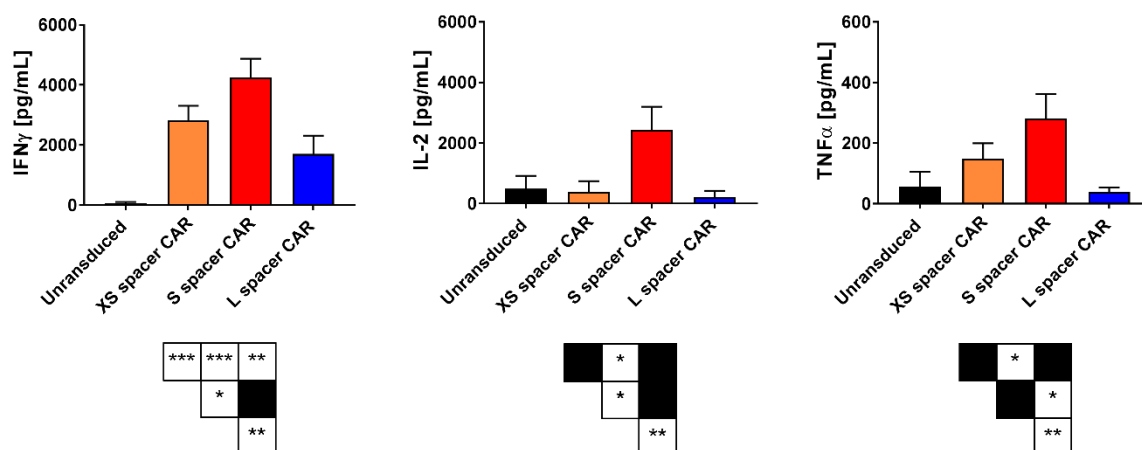 IFNγ [pg/mL]
6000
4000
2000
0
Unransduced
XS spacer CAR
S spacer CAR
L spacer CAR
*** *** **
*
**
IL-2 [pg/mL]
6000
4000
2000
0
Unransduced
XS spacer CAR
S spacer CAR
L spacer CAR
*
*
**
TNFα [pg/mL]
600
400
200
0
Unransduced
XS spacer CAR
S spacer CAR
L spacer CAR
*
*
**